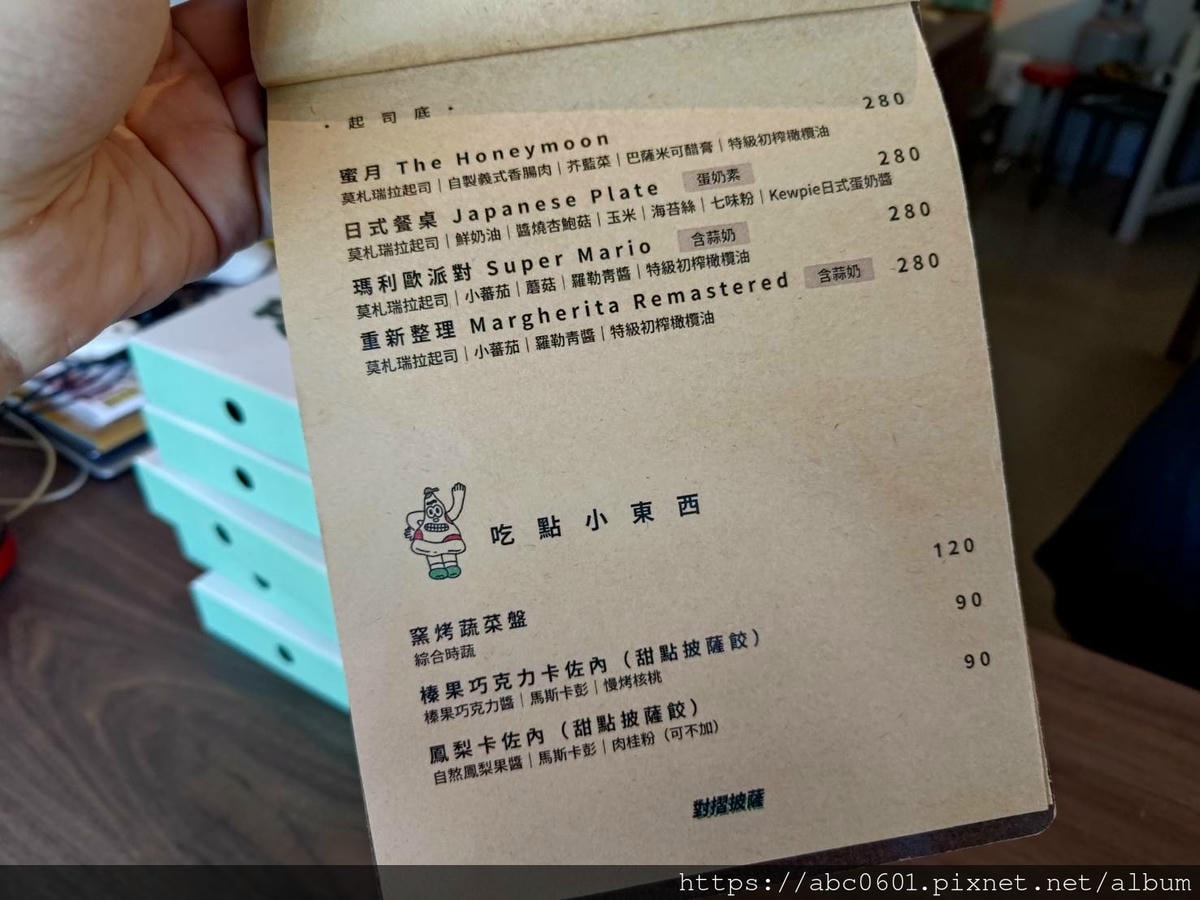 · 起司底 ·
蜜月 The Honeymoon 280
莫札瑞拉起司｜自製義式香腸肉｜芥藍菜｜巴薩米可醋膏｜特級初榨橄欖油
日式餐桌 Japanese Plate 蛋奶素 280
莫札瑞拉起司｜鮮奶油｜醬燒杏鮑菇｜玉米｜海苔絲｜七味粉｜Kewpie日式蛋奶醬
瑪利歐派對 Super Mario 含蒜奶 280
莫札瑞拉起司｜小蕃茄｜蘑菇｜羅勒青醬｜特級初榨橄欖油
重新整理 Margherita Remastered 含蒜奶 280
莫札瑞拉起司｜小蕃茄｜羅勒青醬｜特級初榨橄欖油
吃點小東西
窯烤蔬菜盤 120
綜合時蔬
榛果巧克力卡佐內（甜點披薩餃） 90
榛果巧克力醬｜馬斯卡彭｜慢烤核桃
鳳梨卡佐內（甜點披薩餃） 90
自熬鳳梨果醬｜馬斯卡彭｜肉桂粉（可不加）
對摺披薩
https://abc0601.pixnet.net/album